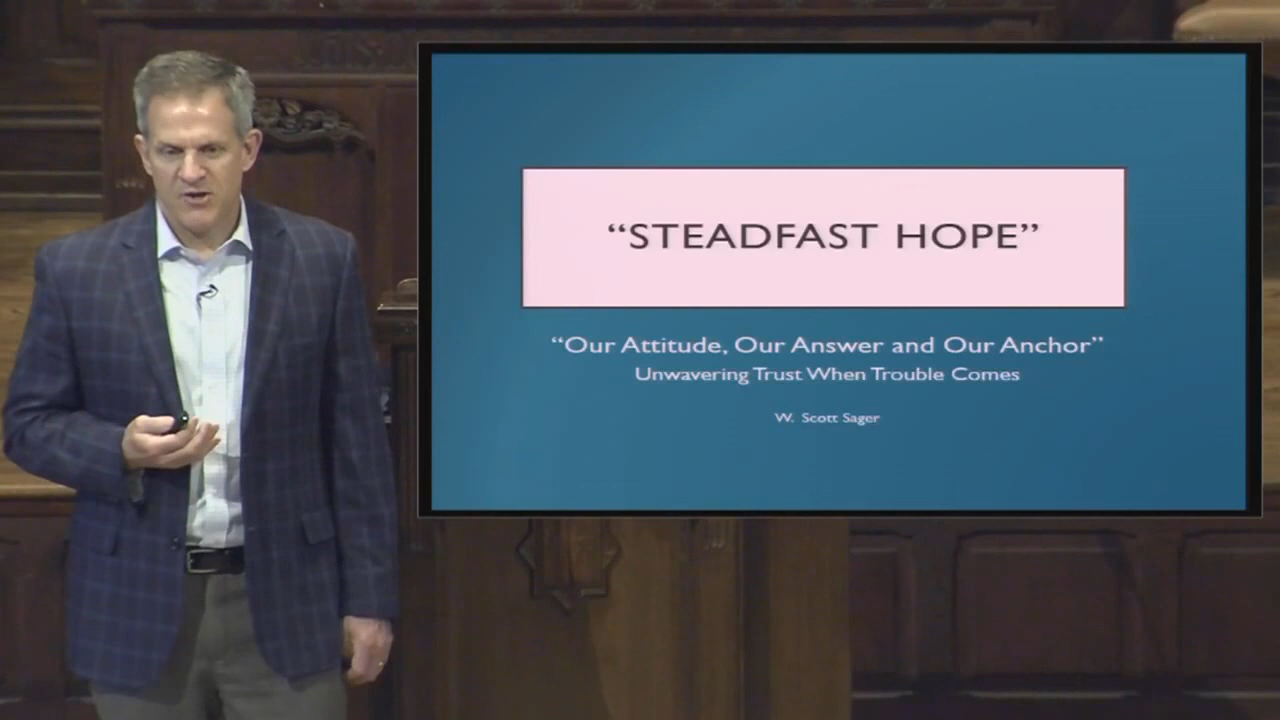 “STEADFAST HOPE”
“Our Attitude, Our Answer and Our Anchor”
Unwavering Trust When Trouble Comes
W. Scott Sager